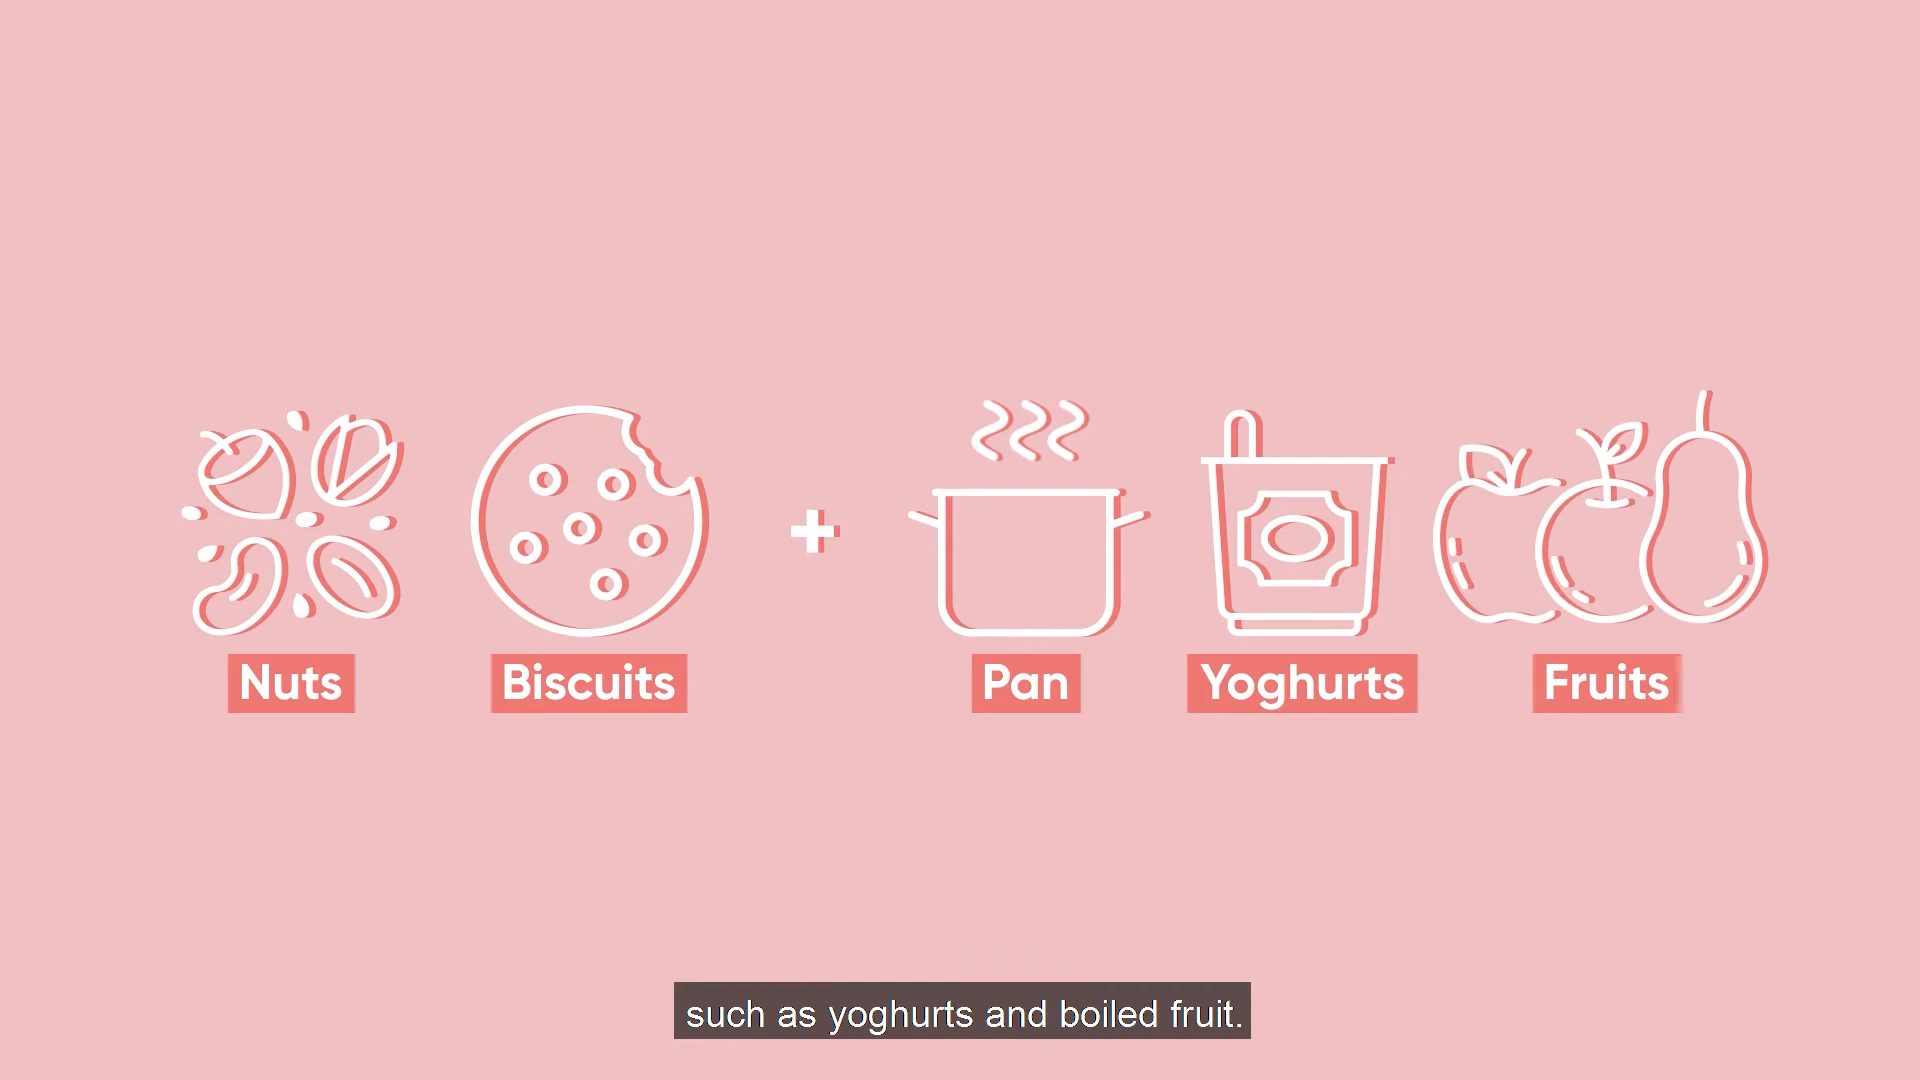 Nuts
Biscuits
Pan
Yoghurts
Fruits
such as yoghurts and boiled fruit.